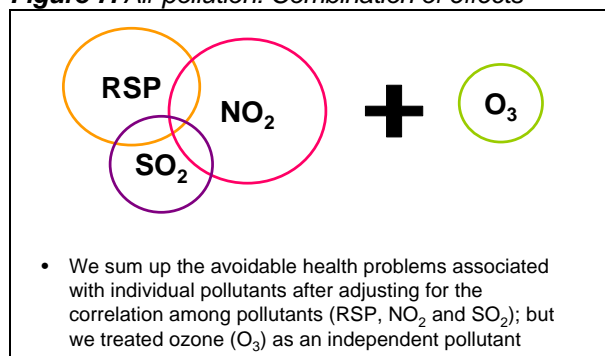 Figure 7. Air pollution: Combination of effects
RSP
NO₂
SO₂
+
O₃
• We sum up the avoidable health problems associated
with individual pollutants after adjusting for the
correlation among pollutants (RSP, NO₂ and SO₂); but
we treated ozone (O₃) as an independent pollutant